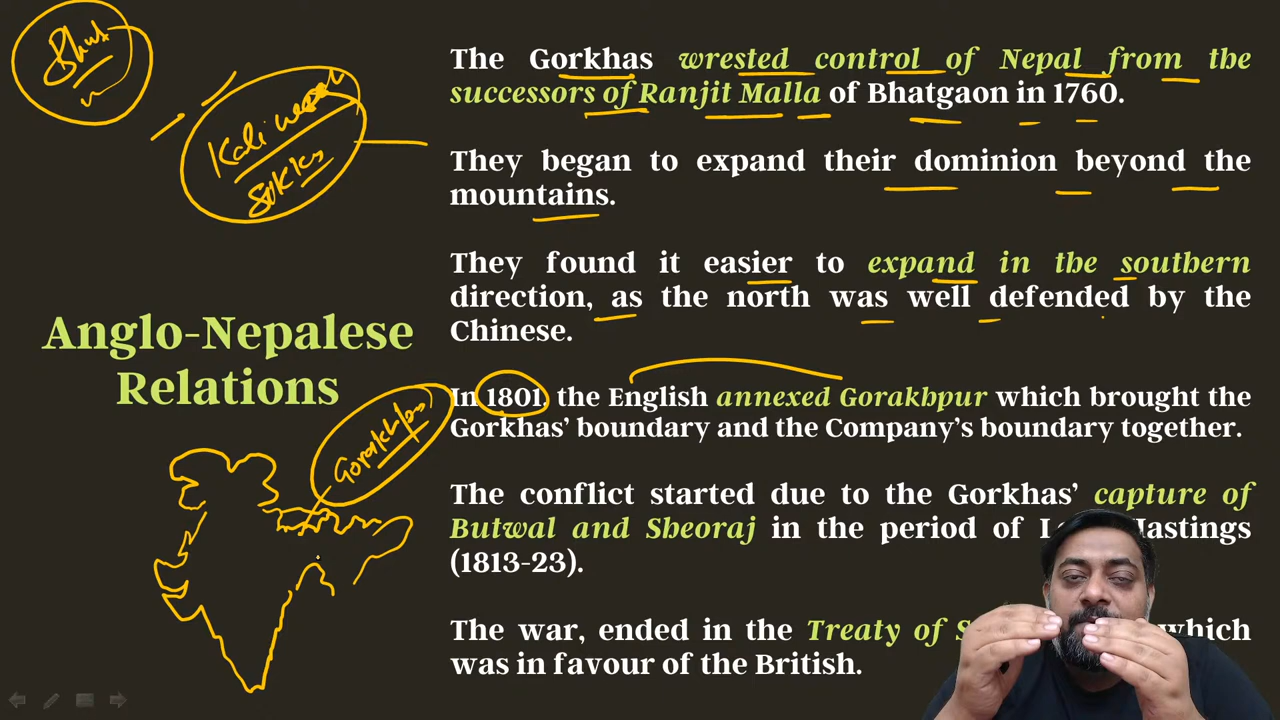 The Gorkhas wrested control of Nepal from the
successors of Ranjit Malla of Bhatgaon in 1760.
They began to expand their dominion beyond the
mountains.
They found it easier to expand in the southern
direction, as the north was well defended by the
Chinese.
Anglo-Nepalese
Relations
In 1801, the English annexed Gorakhpur which brought the
Gorkhas' boundary and the Company's boundary together.
The conflict started due to the Gorkhas' capture of
Butwal and Sheoraj in the period of Hastings
(1813-23).
The war, ended in the Treaty of which
was in favour of the British.
Gorakhpur